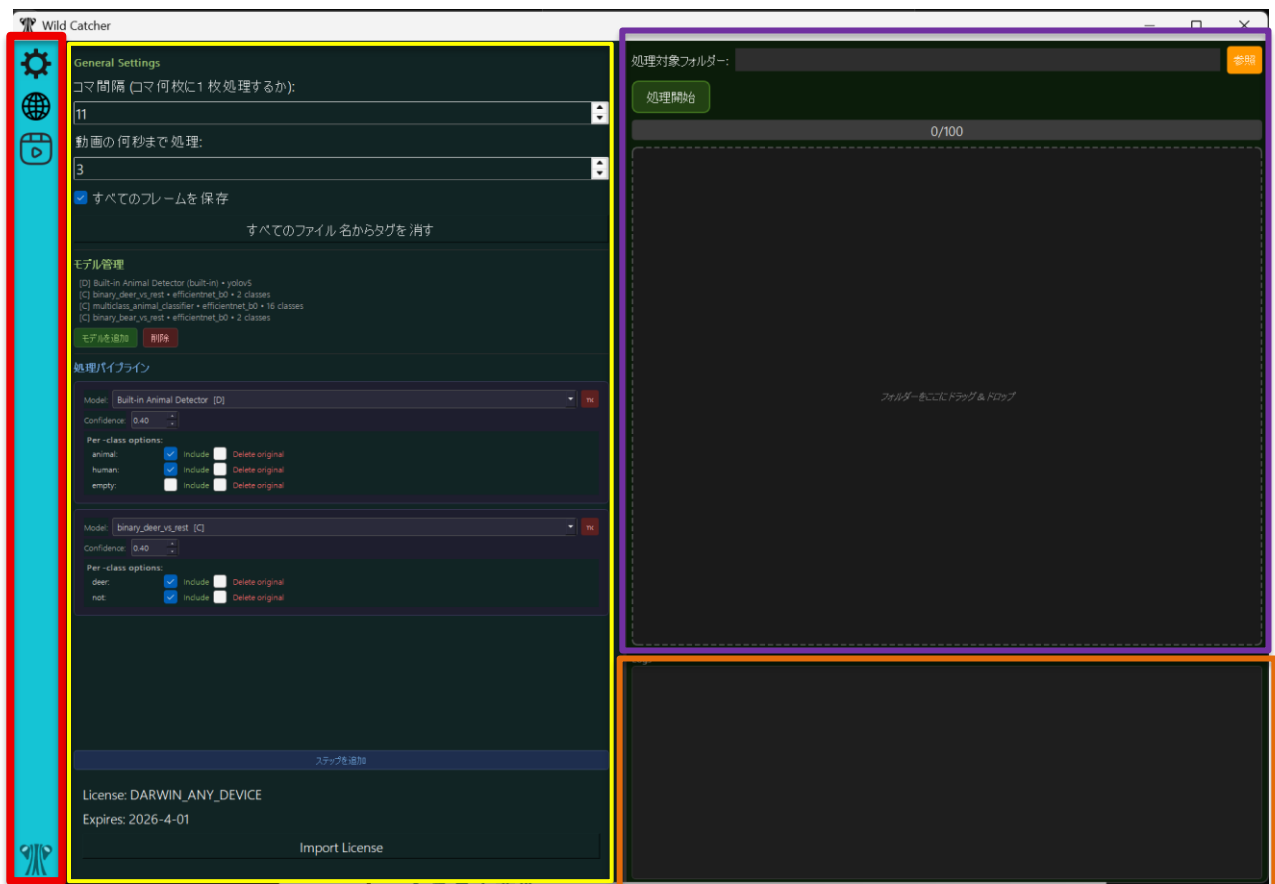 Wild Catcher
General Settings
コマ間隔 (コマ何枚に1 枚処理するか):
11
動画の何秒まで処理:
3
すべてのフレームを保存
すべてのファイル名からタグを消す
モデル管理
[D] Built-in Animal Detector (built-in) • yolov5
[C] binary_deer_vs_rest • efficientnet_b0 • 2 classes
[C] multiclass_animal_classifier • efficientnet_b0 • 16 classes
[C] binary_bear_vs_rest • efficientnet_b0 • 2 classes
モデルを追加 削除
処理パイプライン
Model: Built-in Animal Detector [D]
Confidence: 0.40
Per-class options:
animal: Include Delete original
human: Include Delete original
empty: Include Delete original
Model: binary_deer_vs_rest [C]
Confidence: 0.40
Per-class options:
deer: Include Delete original
not: Include Delete original
ステップを追加
License: DARWIN_ANY_DEVICE
Expires: 2026-4-01
Import License
処理対象フォルダー: 参照
処理開始
0/100
フォルダーをここにドラッグ & ドロップ